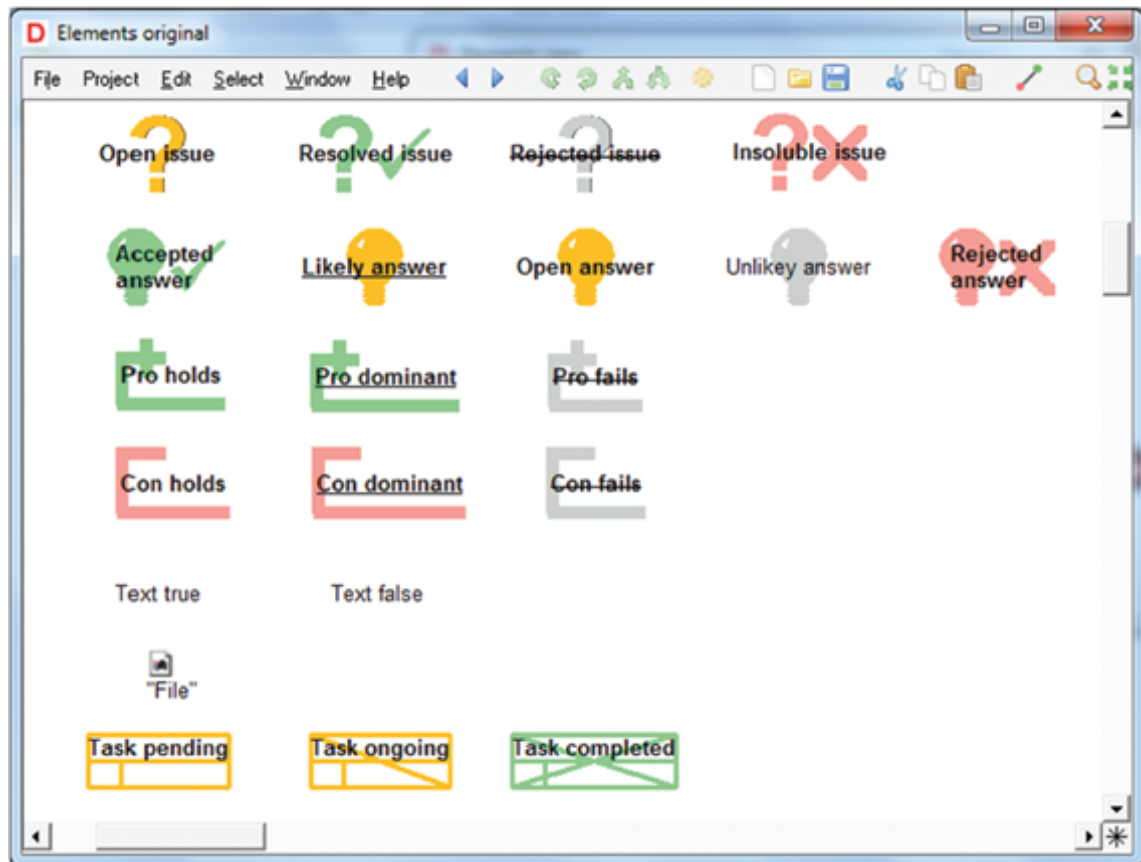 D Elements original
File Project Edit Select Window Help
Open issue Resolved issue Rejected issue Insoluble issue
Accepted
answer
Likely answer Open answer Unlikey answer
Rejected
answer
Pro holds Pro dominant Pro fails
Con holds Con dominant Con fails
Text true Text false
"File"
Task pending Task ongoing Task completed